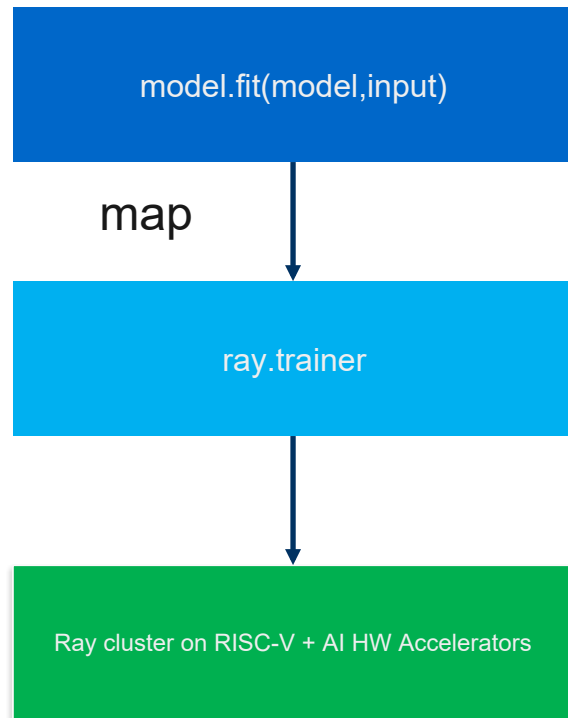 model.fit(model,input)
map
ray.trainer
Ray cluster on RISC-V + AI HW Accelerators